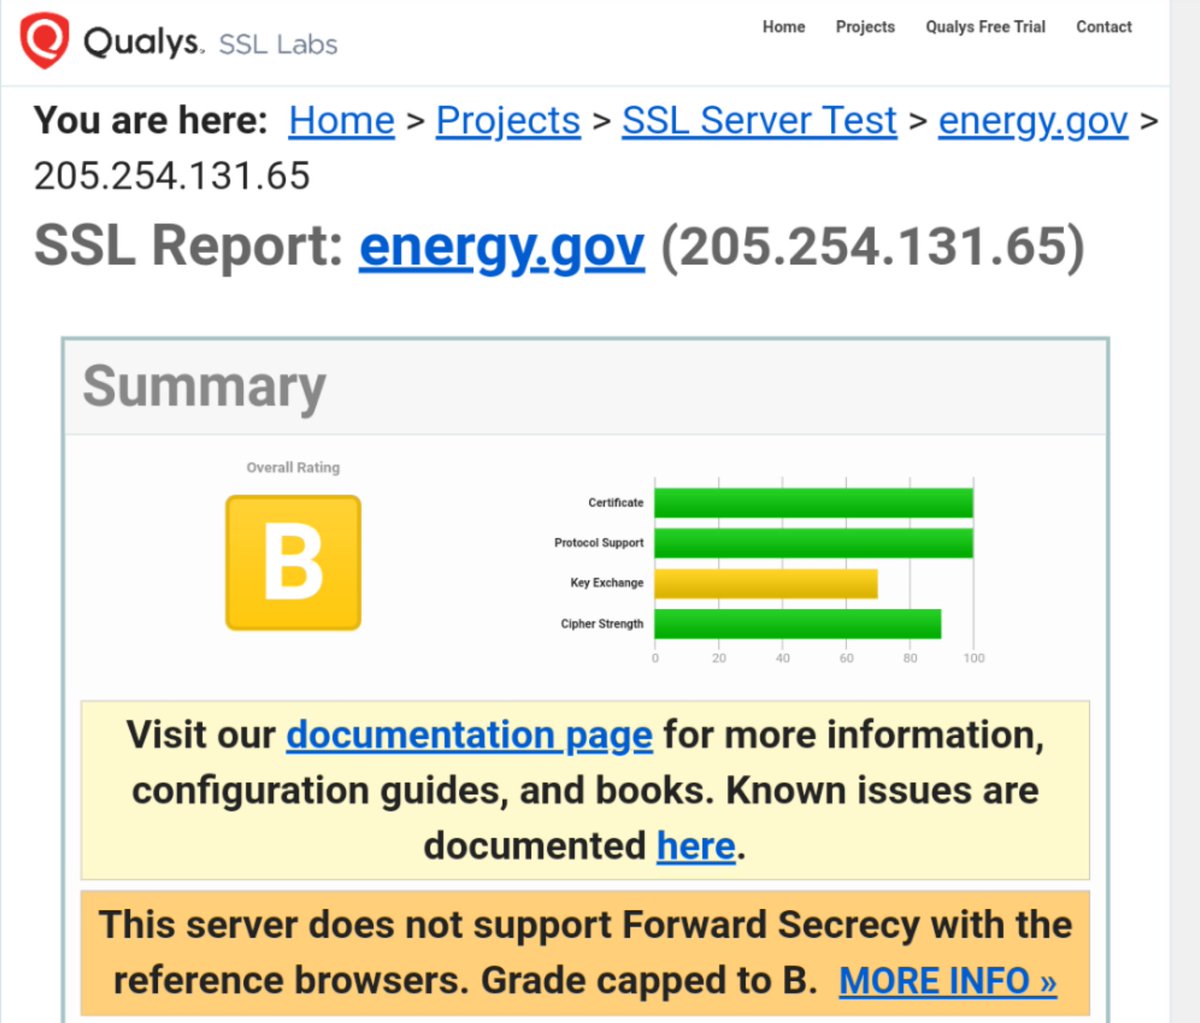 Qualys. SSL Labs
Home Projects Qualys Free Trial Contact
You are here: Home > Projects > SSL Server Test > energy.gov >
205.254.131.65
SSL Report: energy.gov (205.254.131.65)
Summary
Overall Rating
B
Certificate
Protocol Support
Key Exchange
Cipher Strength
0 20 40 60 80 100
Visit our documentation page for more information,
configuration guides, and books. Known issues are
documented here.
This server does not support Forward Secrecy with the
reference browsers. Grade capped to B. MORE INFO »